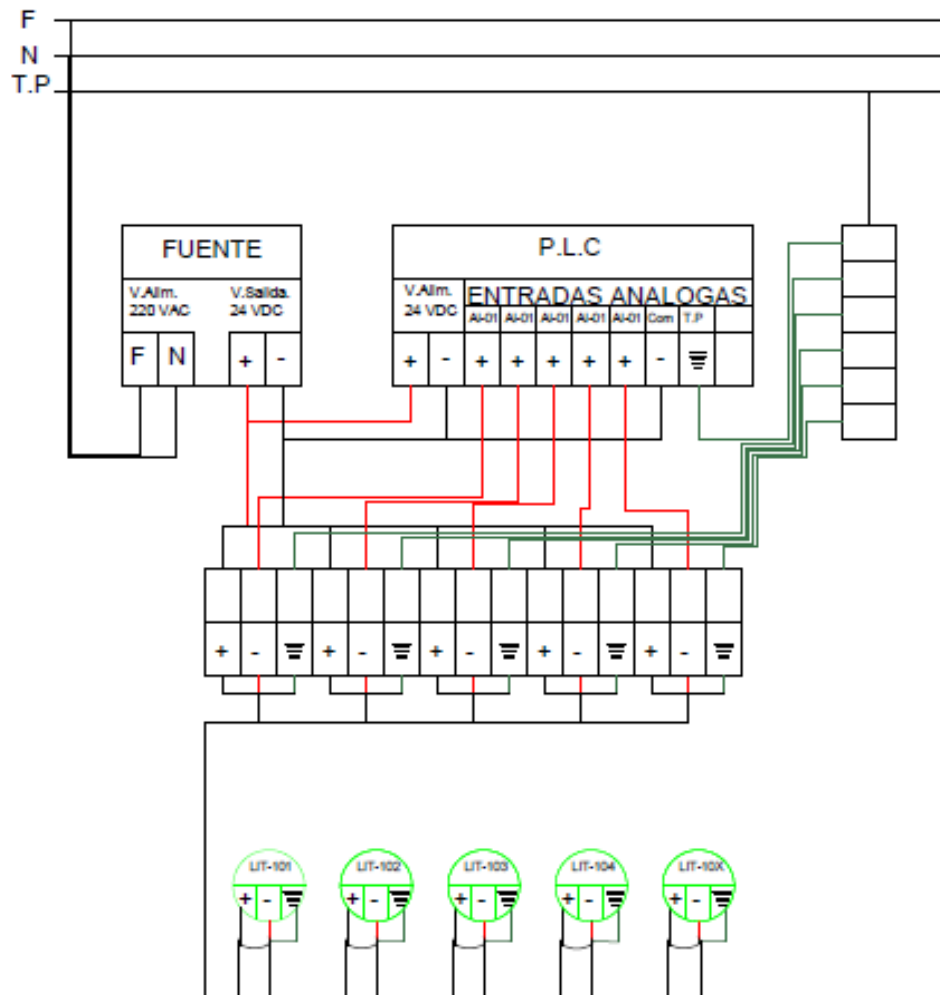 F
N
T.P
FUENTE
V.Alim.
220 VAC
V.Salida.
24 VDC
F N + -
P.L.C
V.Alim.
24 VDC
ENTRADAS ANALOGAS
AI-01 AI-01 AI-01 AI-01 AI-01 Com T.P
+ - + + + + + -
+ - + - + - + - + -
LIT-101 LIT-102 LIT-103 LIT-104 LIT-10X
+ - + - + - + - + -